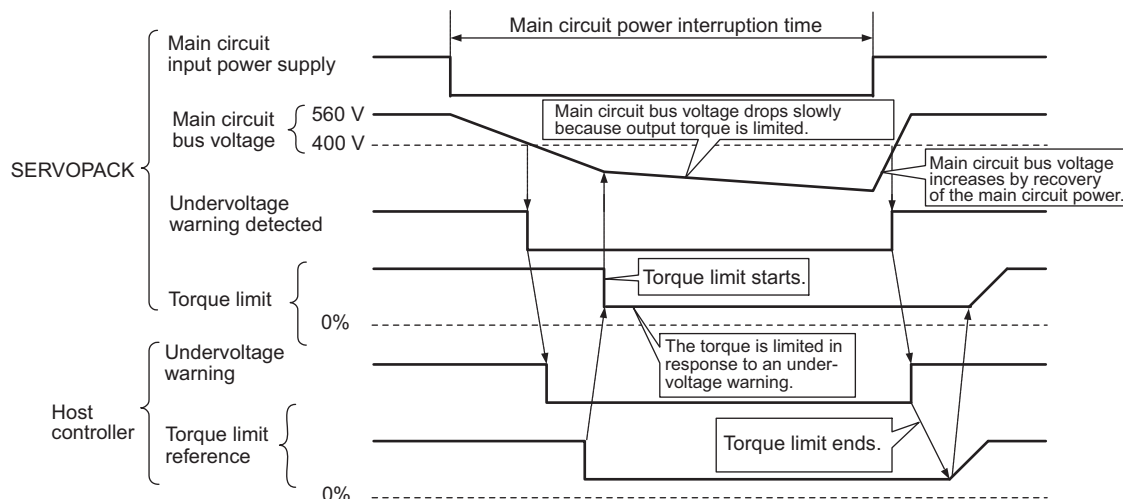 Main circuit power interruption time
Main circuit
input power supply
Main circuit
bus voltage
560 V
400 V
Main circuit bus voltage drops slowly
because output torque is limited.
SERVOPACK
Main circuit bus voltage
increases by recovery
of the main circuit power.
Undervoltage
warning detected
Torque limit starts.
Torque limit
0%
The torque is limited in
response to an under-
voltage warning.
Undervoltage
warning
Host
controller
Torque limit
reference
Torque limit ends.
0%